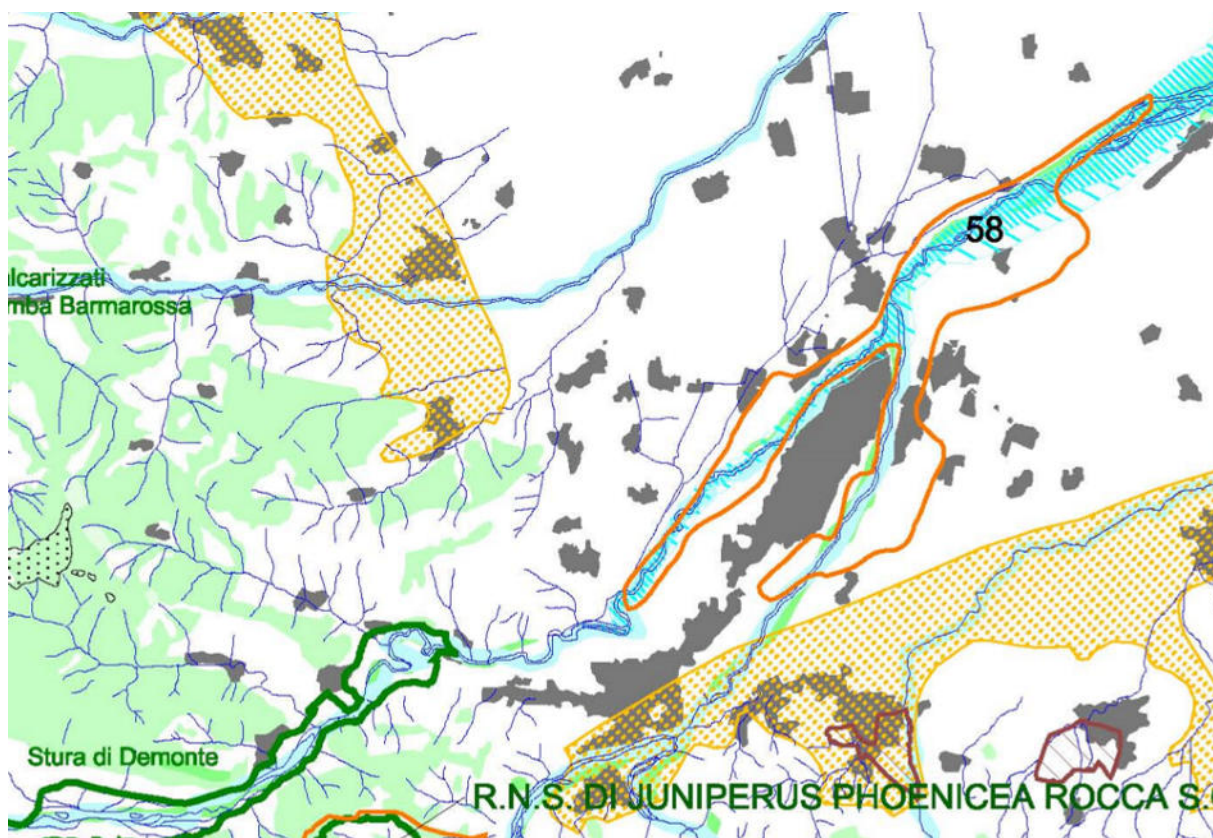 58
lcarizzati
mba Barmarossa
Stura di Demonte
R.N.S. DI JUNIPERUS PHOENICEA ROCCA S.